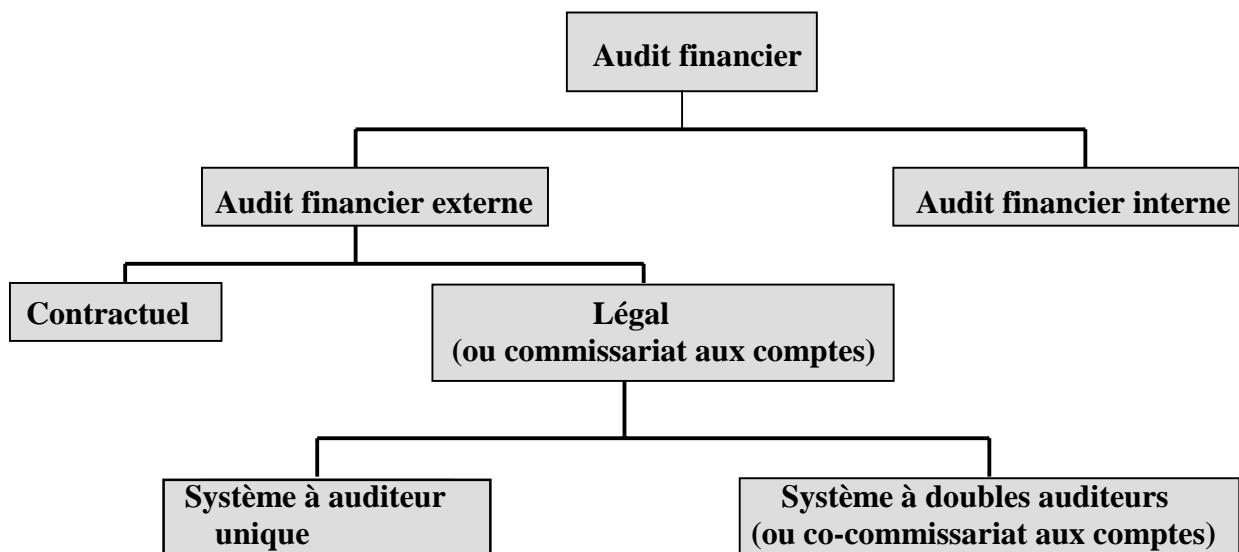 Audit financier
Audit financier externe
Audit financier interne
Contractuel
Légal
(ou commissariat aux comptes)
Système à auditeur
unique
Système à doubles auditeurs
(ou co-commissariat aux comptes)